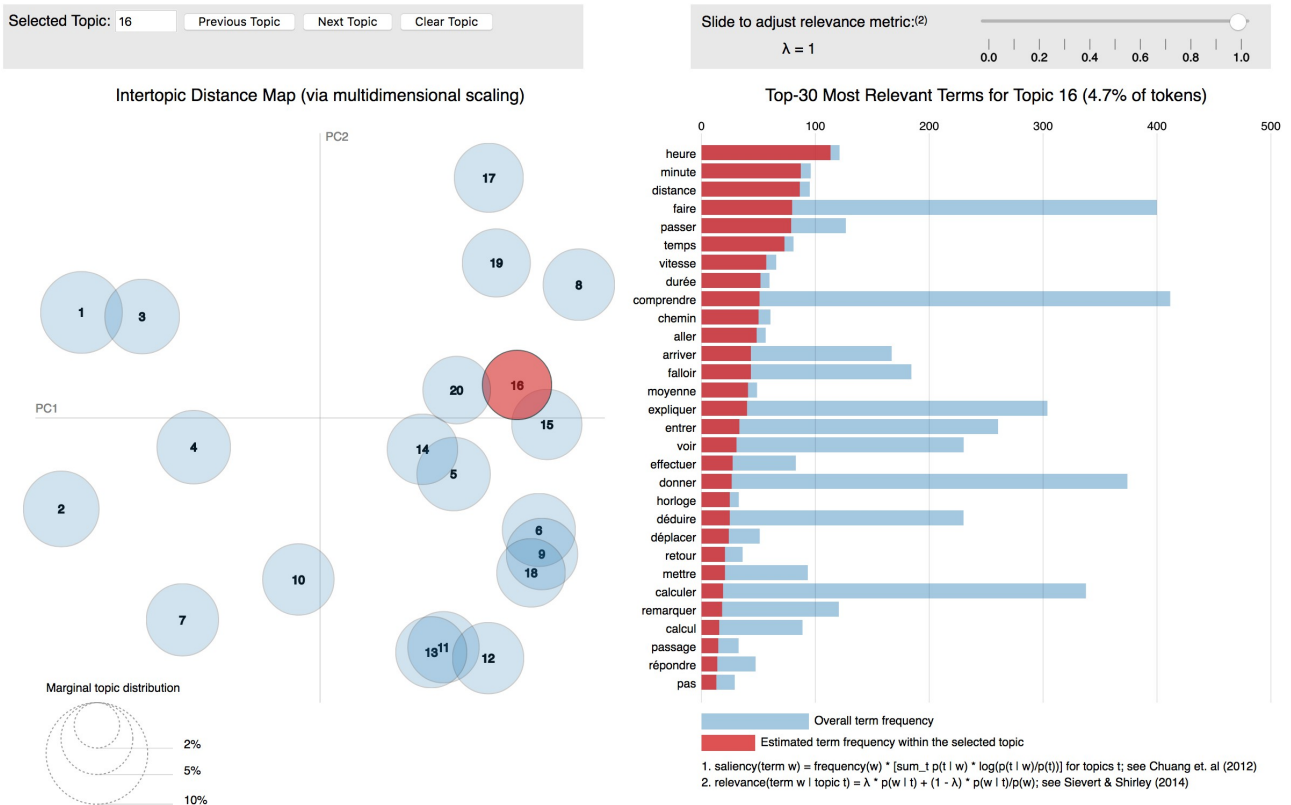 Selected Topic: 16 Previous Topic Next Topic Clear Topic
Slide to adjust relevance metric:(2)
λ = 1
0.0 0.2 0.4 0.6 0.8 1.0
Intertopic Distance Map (via multidimensional scaling)
PC2
PC1
17
19
8
1
3
16
20
15
4
14
5
2
6
9
18
10
7
11
13
12
Marginal topic distribution
2%
5%
10%
Top-30 Most Relevant Terms for Topic 16 (4.7% of tokens)
0 100 200 300 400 500
heure
minute
distance
faire
passer
temps
vitesse
durée
comprendre
chemin
aller
arriver
falloir
moyenne
expliquer
entrer
voir
effectuer
donner
horloge
déduire
déplacer
retour
mettre
calculer
remarquer
calcul
passage
répondre
pas
Overall term frequency
Estimated term frequency within the selected topic
1. saliency(term w) = frequency(w) * [sum_t p(t | w) * log(p(t | w)/p(t))] for topics t; see Chuang et. al (2012)
2. relevance(term w | topic t) = λ * p(w | t) + (1 - λ) * p(w | t)/p(w); see Sievert & Shirley (2014)